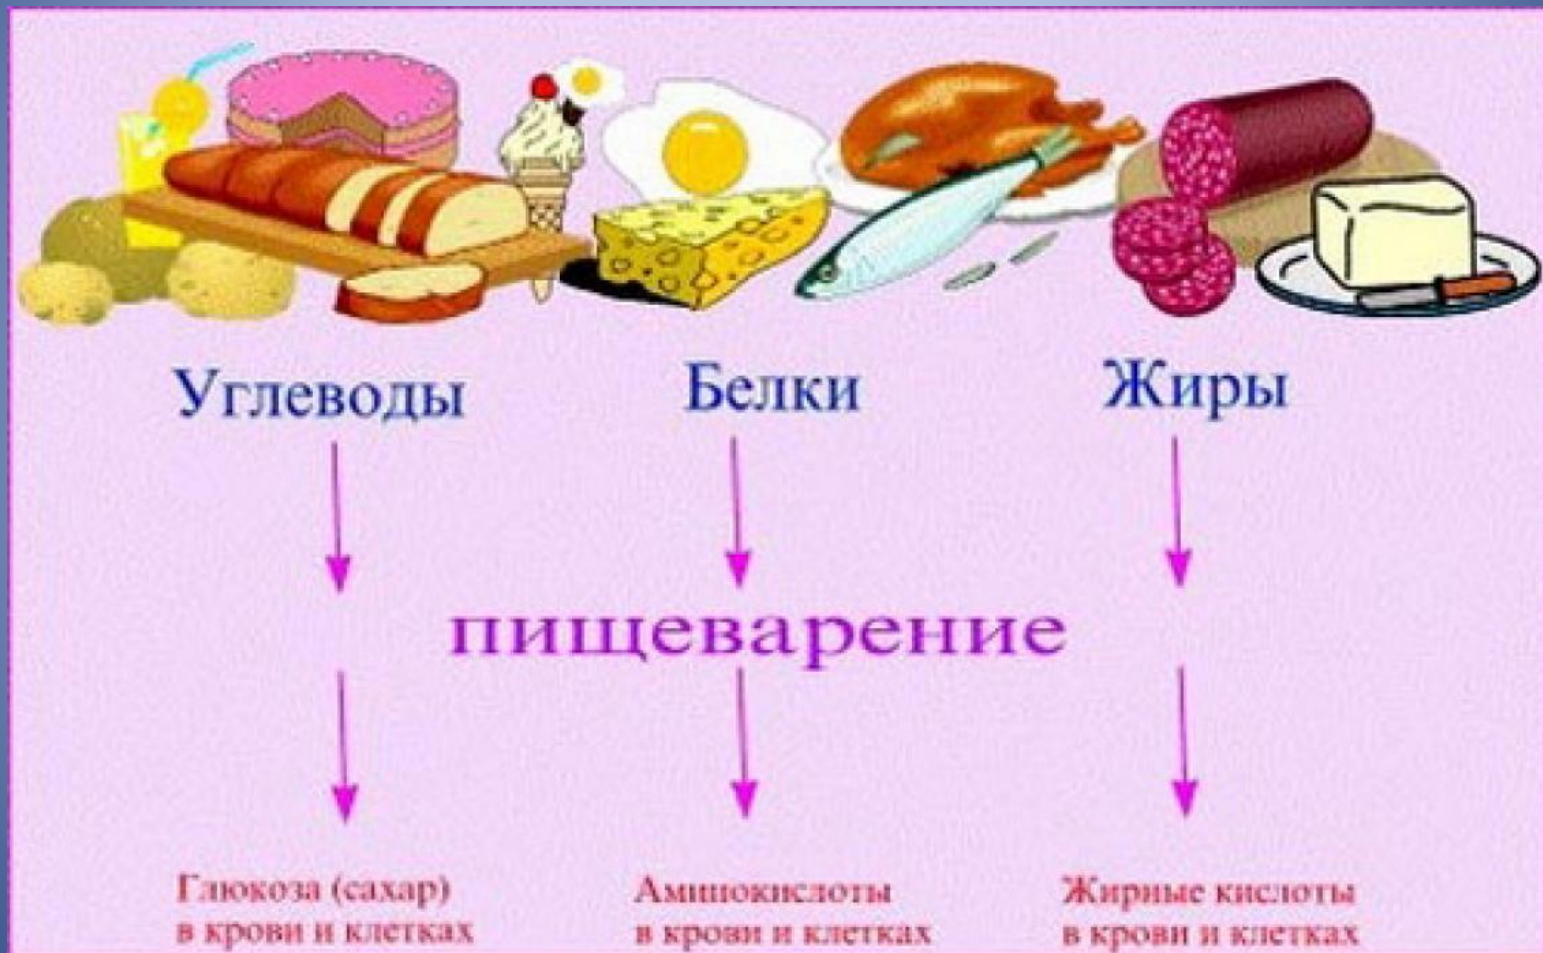 Углеводы Белки Жиры
пищеварение
Глюкоза (сахар)
в крови и клетках
Аминокислоты
в крови и клетках
Жирные кислоты
в крови и клетках